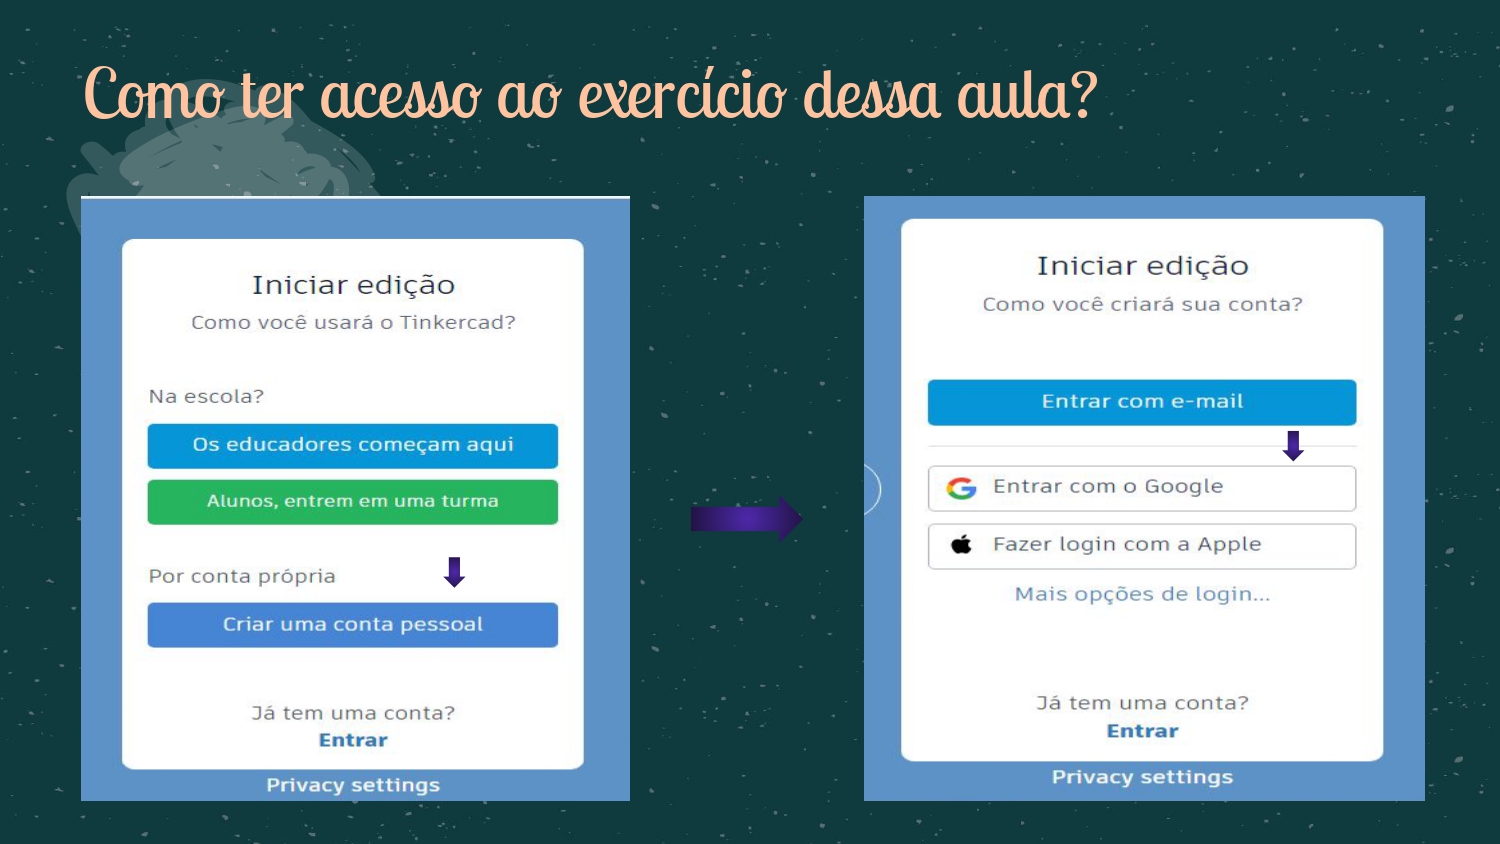 Como ter acesso ao exercício dessa aula?
Iniciar edição
Como você usará o Tinkercad?
Na escola?
Os educadores começam aqui
Alunos, entrem em uma turma
Por conta própria
Criar uma conta pessoal
Já tem uma conta?
Entrar
Privacy settings
Iniciar edição
Como você criará sua conta?
Entrar com e-mail
Entrar com o Google
Fazer login com a Apple
Mais opções de login...
Já tem uma conta?
Entrar
Privacy settings